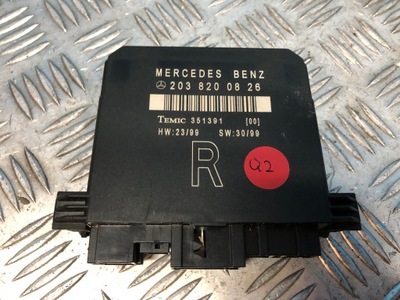 MERCEDES BENZ
203 820 08 26
TEMIC 351391 [00]
HW:23/99 SW:30/99
R
Q2